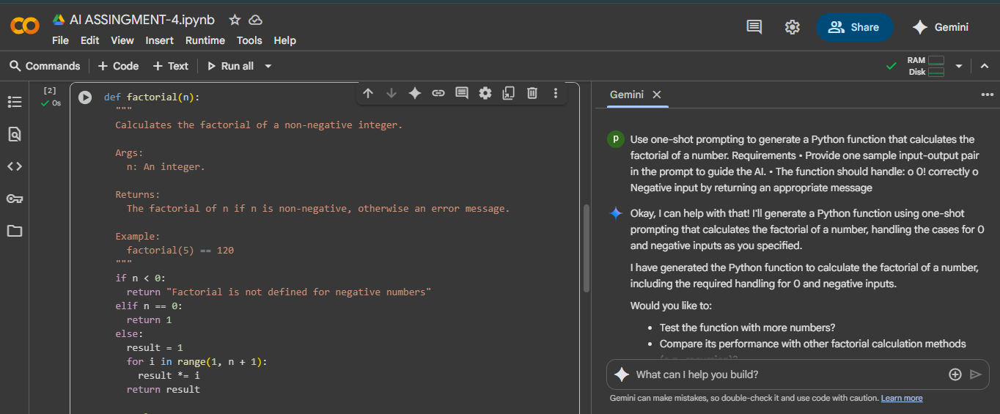 AI ASSINGMENT-4.ipynb
File Edit View Insert Runtime Tools Help
Share
Gemini
Commands + Code + Text Run all
RAM
Disk
[2]
0s
def factorial(n):
"""
Calculates the factorial of a non-negative integer.
Args:
n: An integer.
Returns:
The factorial of n if n is non-negative, otherwise an error message.
Example:
factorial(5) == 120
"""
if n < 0:
return "Factorial is not defined for negative numbers"
elif n == 0:
return 1
else:
result = 1
for i in range(1, n + 1):
result *= i
return result
Gemini
p
Use one-shot prompting to generate a Python function that calculates the
factorial of a number. Requirements • Provide one sample input-output pair
in the prompt to guide the AI. • The function should handle: o 0! correctly o
Negative input by returning an appropriate message
Okay, I can help with that! I'll generate a Python function using one-shot
prompting that calculates the factorial of a number, handling the cases for 0
and negative inputs as you specified.
I have generated the Python function to calculate the factorial of a number,
including the required handling for 0 and negative inputs.
Would you like to:
• Test the function with more numbers?
• Compare its performance with other factorial calculation methods
What can I help you build?
Gemini can make mistakes, so double-check it and use code with caution. Learn more